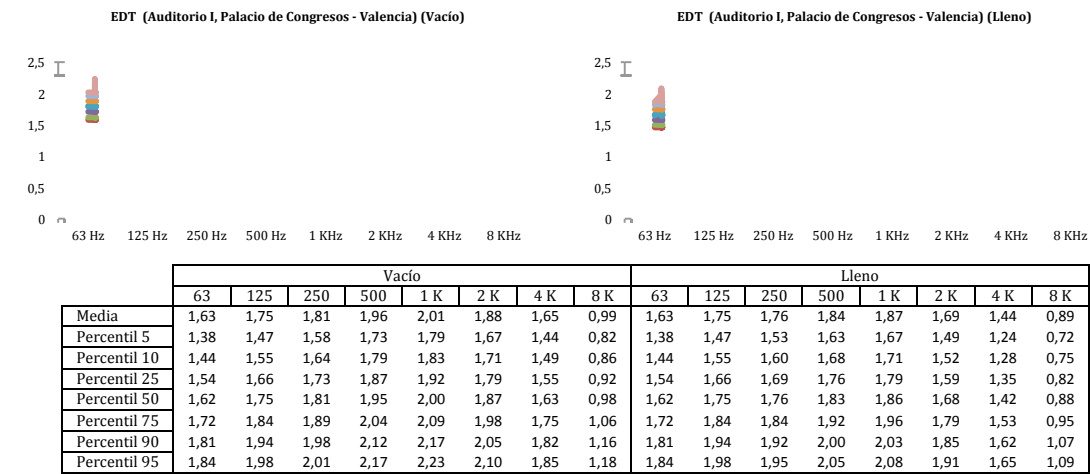 EDT (Auditorio I, Palacio de Congresos - Valencia) (Vacío)
2,5
2
1,5
1
0,5
0
63 Hz 125 Hz 250 Hz 500 Hz 1 KHz 2 KHz 4 KHz 8 KHz
EDT (Auditorio I, Palacio de Congresos - Valencia) (Lleno)
2,5
2
1,5
1
0,5
0
63 Hz 125 Hz 250 Hz 500 Hz 1 KHz 2 KHz 4 KHz 8 KHz
Vacío Lleno
63 125 250 500 1 K 2 K 4 K 8 K 63 125 250 500 1 K 2 K 4 K 8 K
Media 1,63 1,75 1,81 1,96 2,01 1,88 1,65 0,99 1,63 1,75 1,76 1,84 1,87 1,69 1,44 0,89
Percentil 5 1,38 1,47 1,58 1,73 1,79 1,67 1,44 0,82 1,38 1,47 1,53 1,63 1,67 1,49 1,24 0,72
Percentil 10 1,44 1,55 1,64 1,79 1,83 1,71 1,49 0,86 1,44 1,55 1,60 1,68 1,71 1,52 1,28 0,75
Percentil 25 1,54 1,66 1,73 1,87 1,92 1,79 1,55 0,92 1,54 1,66 1,69 1,76 1,79 1,59 1,35 0,82
Percentil 50 1,62 1,75 1,81 1,95 2,00 1,87 1,63 0,98 1,62 1,75 1,76 1,83 1,86 1,68 1,42 0,88
Percentil 75 1,72 1,84 1,89 2,04 2,09 1,98 1,75 1,06 1,72 1,84 1,84 1,92 1,96 1,79 1,53 0,95
Percentil 90 1,81 1,94 1,98 2,12 2,17 2,05 1,82 1,16 1,81 1,94 1,92 2,00 2,03 1,85 1,62 1,07
Percentil 95 1,84 1,98 2,01 2,17 2,23 2,10 1,85 1,18 1,84 1,98 1,95 2,05 2,08 1,91 1,65 1,09